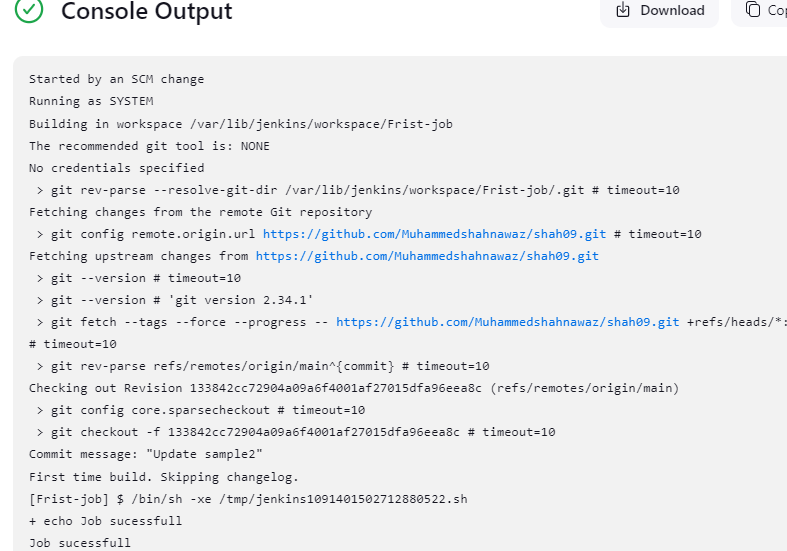 Console Output
Download
Cop
Started by an SCM change
Running as SYSTEM
Building in workspace /var/lib/jenkins/workspace/Frist-job
The recommended git tool is: NONE
No credentials specified
> git rev-parse --resolve-git-dir /var/lib/jenkins/workspace/Frist-job/.git # timeout=10
Fetching changes from the remote Git repository
> git config remote.origin.url https://github.com/Muhammedshahnawaz/shah09.git # timeout=10
Fetching upstream changes from https://github.com/Muhammedshahnawaz/shah09.git
> git --version # timeout=10
> git --version # 'git version 2.34.1'
> git fetch --tags --force --progress -- https://github.com/Muhammedshahnawaz/shah09.git +refs/heads/*:
# timeout=10
> git rev-parse refs/remotes/origin/main^{commit} # timeout=10
Checking out Revision 133842cc72904a09a6f4001af27015dfa96eea8c (refs/remotes/origin/main)
> git config core.sparsecheckout # timeout=10
> git checkout -f 133842cc72904a09a6f4001af27015dfa96eea8c # timeout=10
Commit message: "Update sample2"
First time build. Skipping changelog.
[Frist-job] $ /bin/sh -xe /tmp/jenkins1091401502712880522.sh
+ echo Job sucessfull
Job sucessfull